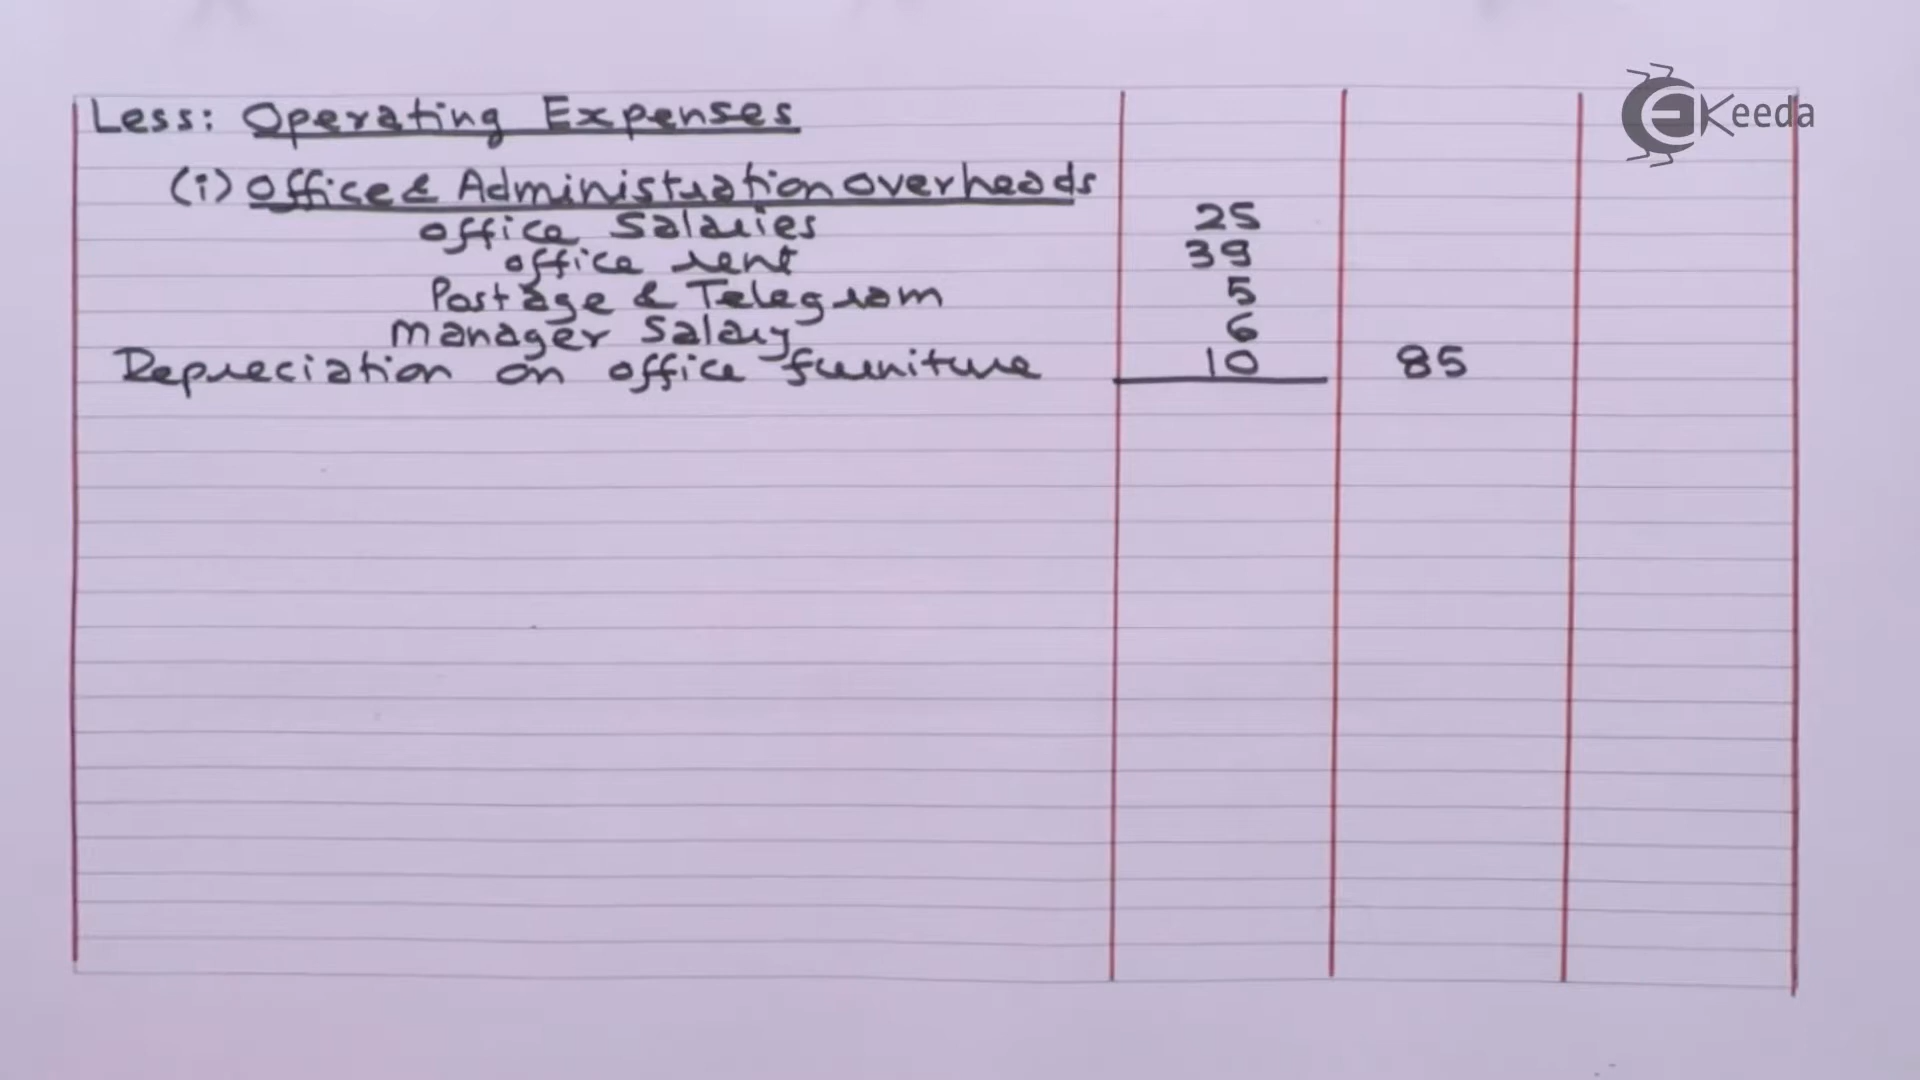 Less: Operating Expenses
(i) Office & Administration overheads
office Salaries 25
office rent 39
Postage & Telegram 5
Manager Salary 6
Depreciation on office furniture 10 85
EKeeda